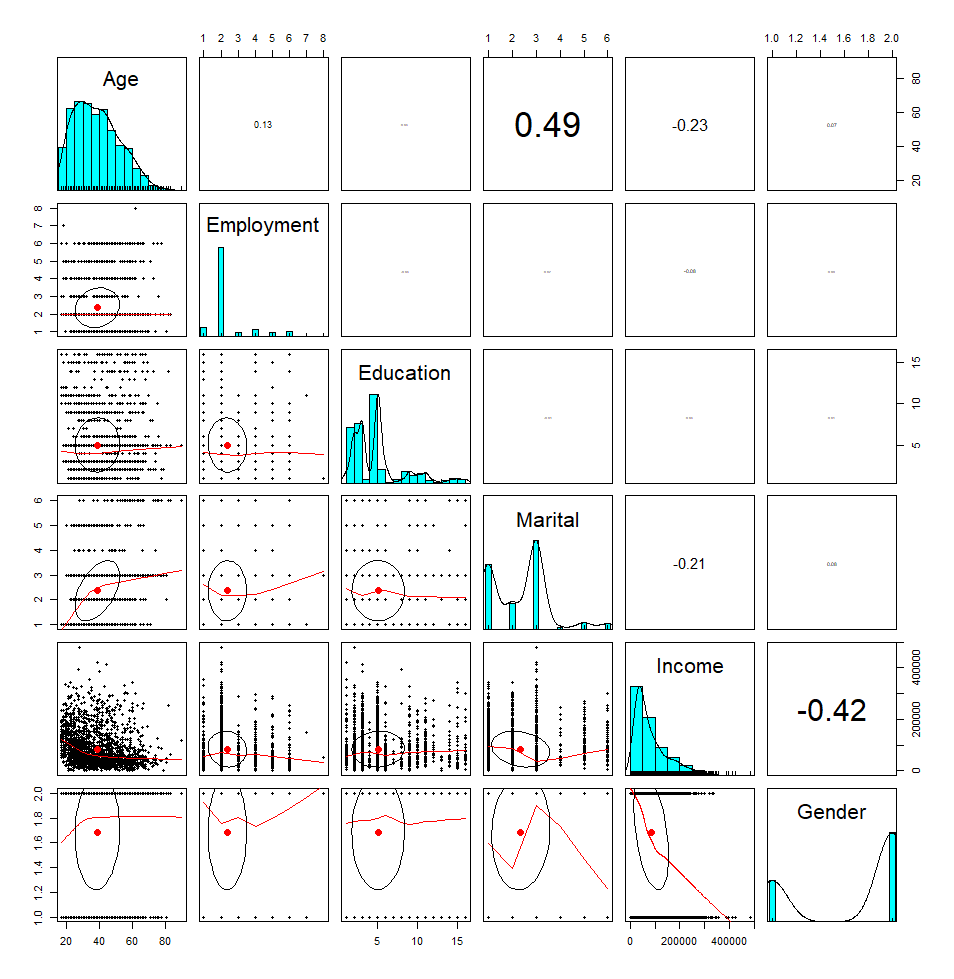 1 2 3 4 5 6 7 8 1 2 3 4 5 6 1.0 1.2 1.4 1.6 1.8 2.0
Age 0.13 0.49 -0.23 0.07 20 40 60 80
1 2 3 4 5 6 7 8 Employment -0.06
Education 5 10 15
1 2 3 4 5 6 Marital -0.21 0.08
Income -0.42 0 200000 400000
1.0 1.2 1.4 1.6 1.8 2.0 Gender
20 40 60 80 5 10 15 0 200000 400000